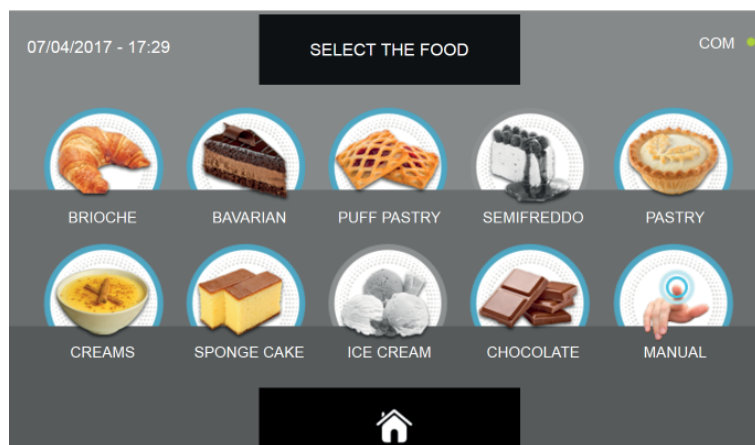 07/04/2017 - 17:29
SELECT THE FOOD
COM
BRIOCHE
BAVARIAN
PUFF PASTRY
SEMIFREDDO
PASTRY
CREAMS
SPONGE CAKE
ICE CREAM
CHOCOLATE
MANUAL